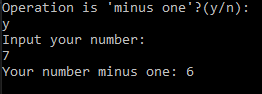 Operation is 'minus one'?(y/n):
y
Input your number:
7
Your number minus one: 6